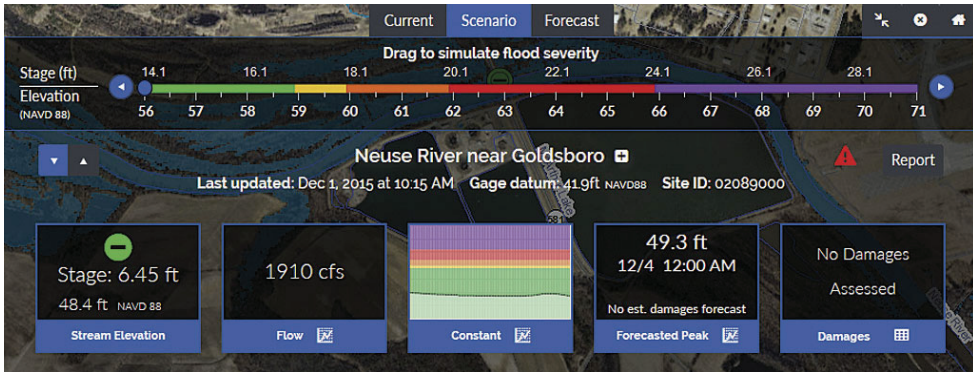 Current Scenario Forecast
Drag to simulate flood severity
Stage (ft) 14.1 16.1 18.1 20.1 22.1 24.1 26.1 28.1
Elevation
(NAVD 88) 56 57 58 59 60 61 62 63 64 65 66 67 68 69 70 71
Neuse River near Goldsboro
Report
Last updated: Dec 1, 2015 at 10:15 AM Gage datum: 41.9ft NAVD88 Site ID: 02089000
581
Stage: 6.45 ft
48.4 ft NAVD 88
Stream Elevation
1910 cfs
Flow
Constant
49.3 ft
12/4 12:00 AM
No est. damages forecast
Forecasted Peak
No Damages
Assessed
Damages
Neuse River